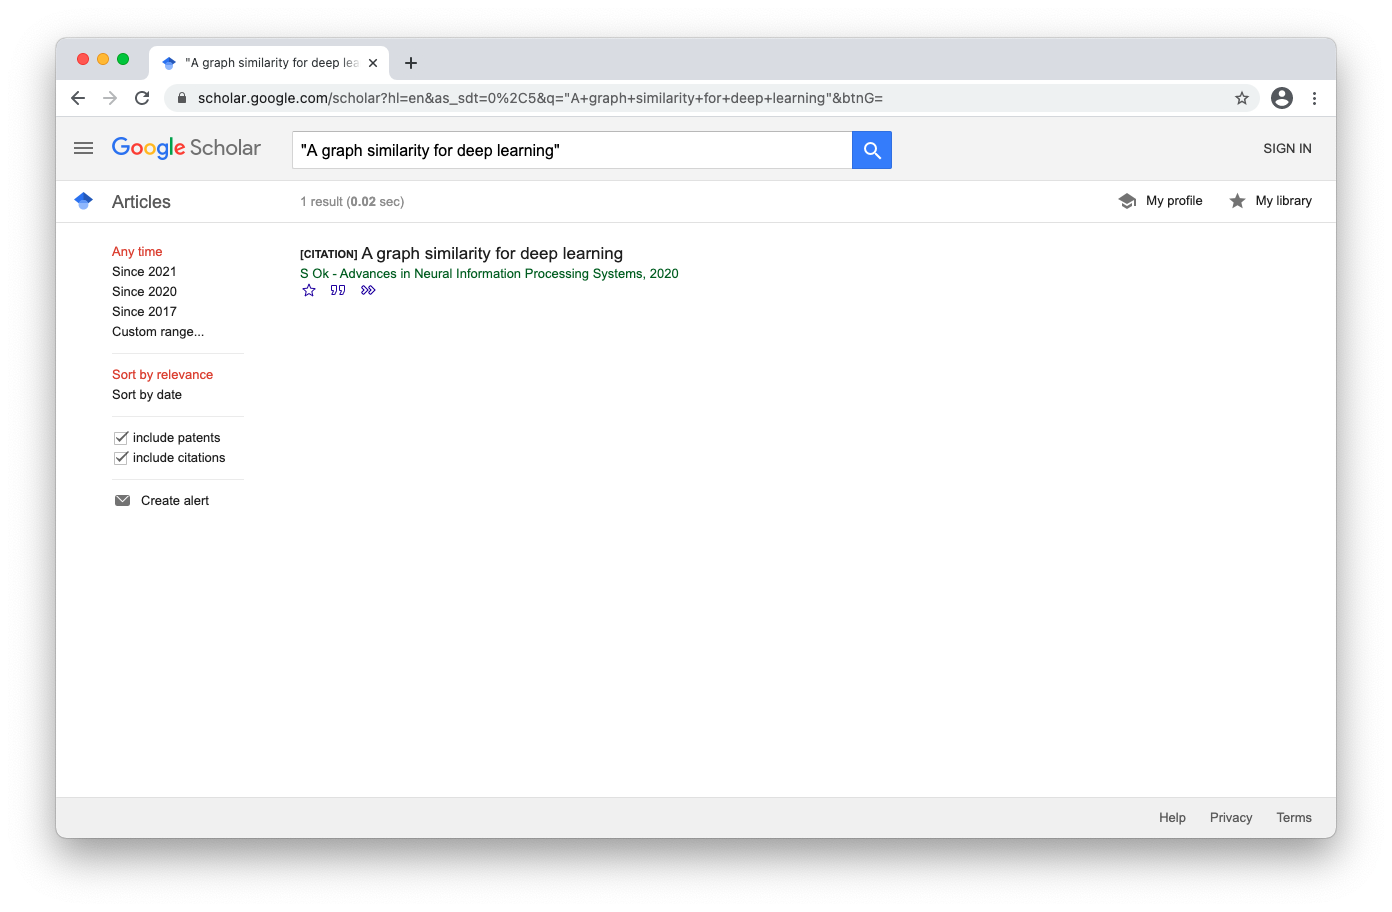 "A graph similarity for deep lea
scholar.google.com/scholar?hl=en&as_sdt=0%2C5&q="A+graph+similarity+for+deep+learning"&btnG=
Google Scholar
"A graph similarity for deep learning"
SIGN IN
Articles
1 result (0.02 sec)
My profile
My library
Any time
Since 2021
Since 2020
Since 2017
Custom range...
Sort by relevance
Sort by date
include patents
include citations
Create alert
[CITATION] A graph similarity for deep learning
S Ok - Advances in Neural Information Processing Systems, 2020
Help
Privacy
Terms